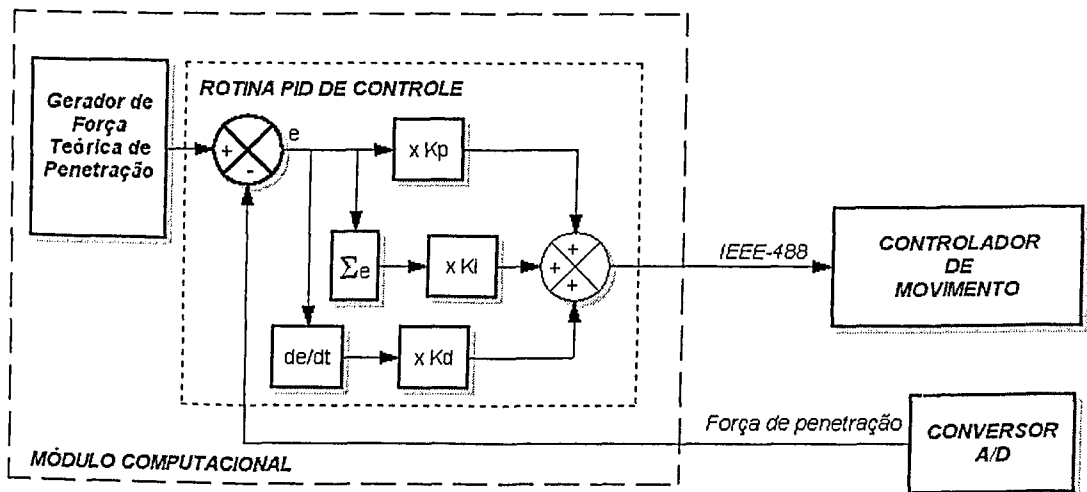 Gerador de
Força
Teórica de
Penetração
ROTINA PID DE CONTROLE
+
-
e
x Kp
Σe
x Ki
de/dt
x Kd
+
+
+
IEEE-488
CONTROLADOR
DE
MOVIMENTO
Força de penetração
CONVERSOR
A/D
MÓDULO COMPUTACIONAL